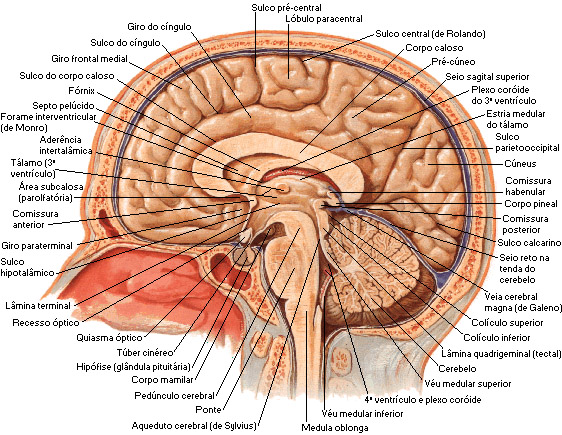 Sulco pré-central
Lóbulo paracentral
Giro do cíngulo
Sulco do cíngulo
Giro frontal medial
Sulco do corpo caloso
Fórnix
Septo pelúcido
Forame interventricular
(de Monro)
Aderência
intertalâmica
Tálamo (3ª
ventrículo)
Área subcalosa
(parolfatória)
Comissura
anterior
Giro paraterminal
Sulco
hipotalâmico
Lâmina terminal
Recesso óptico
Quiasma óptico
Túber cinéreo
Hipófise (glândula pituitária)
Corpo mamilar
Pedúnculo cerebral
Ponte
Aqueduto cerebral (de Sylvius)
Sulco central (de Rolando)
Corpo caloso
Pré-cúneo
Seio sagital superior
Plexo coróide
do 3º ventrículo
Estria medular
do tálamo
Sulco
parietooccipital
Cúneus
Comissura
habenular
Corpo pineal
Comissura
posterior
Sulco calcarino
Seio reto na
tenda do
cerebelo
Veia cerebral
magna (de Galeno)
Colículo superior
Colículo inferior
Lâmina quadrigeminal (tectal)
Cerebelo
Véu medular superior
4º ventrículo e plexo coróide
Véu medular inferior
Medula oblonga